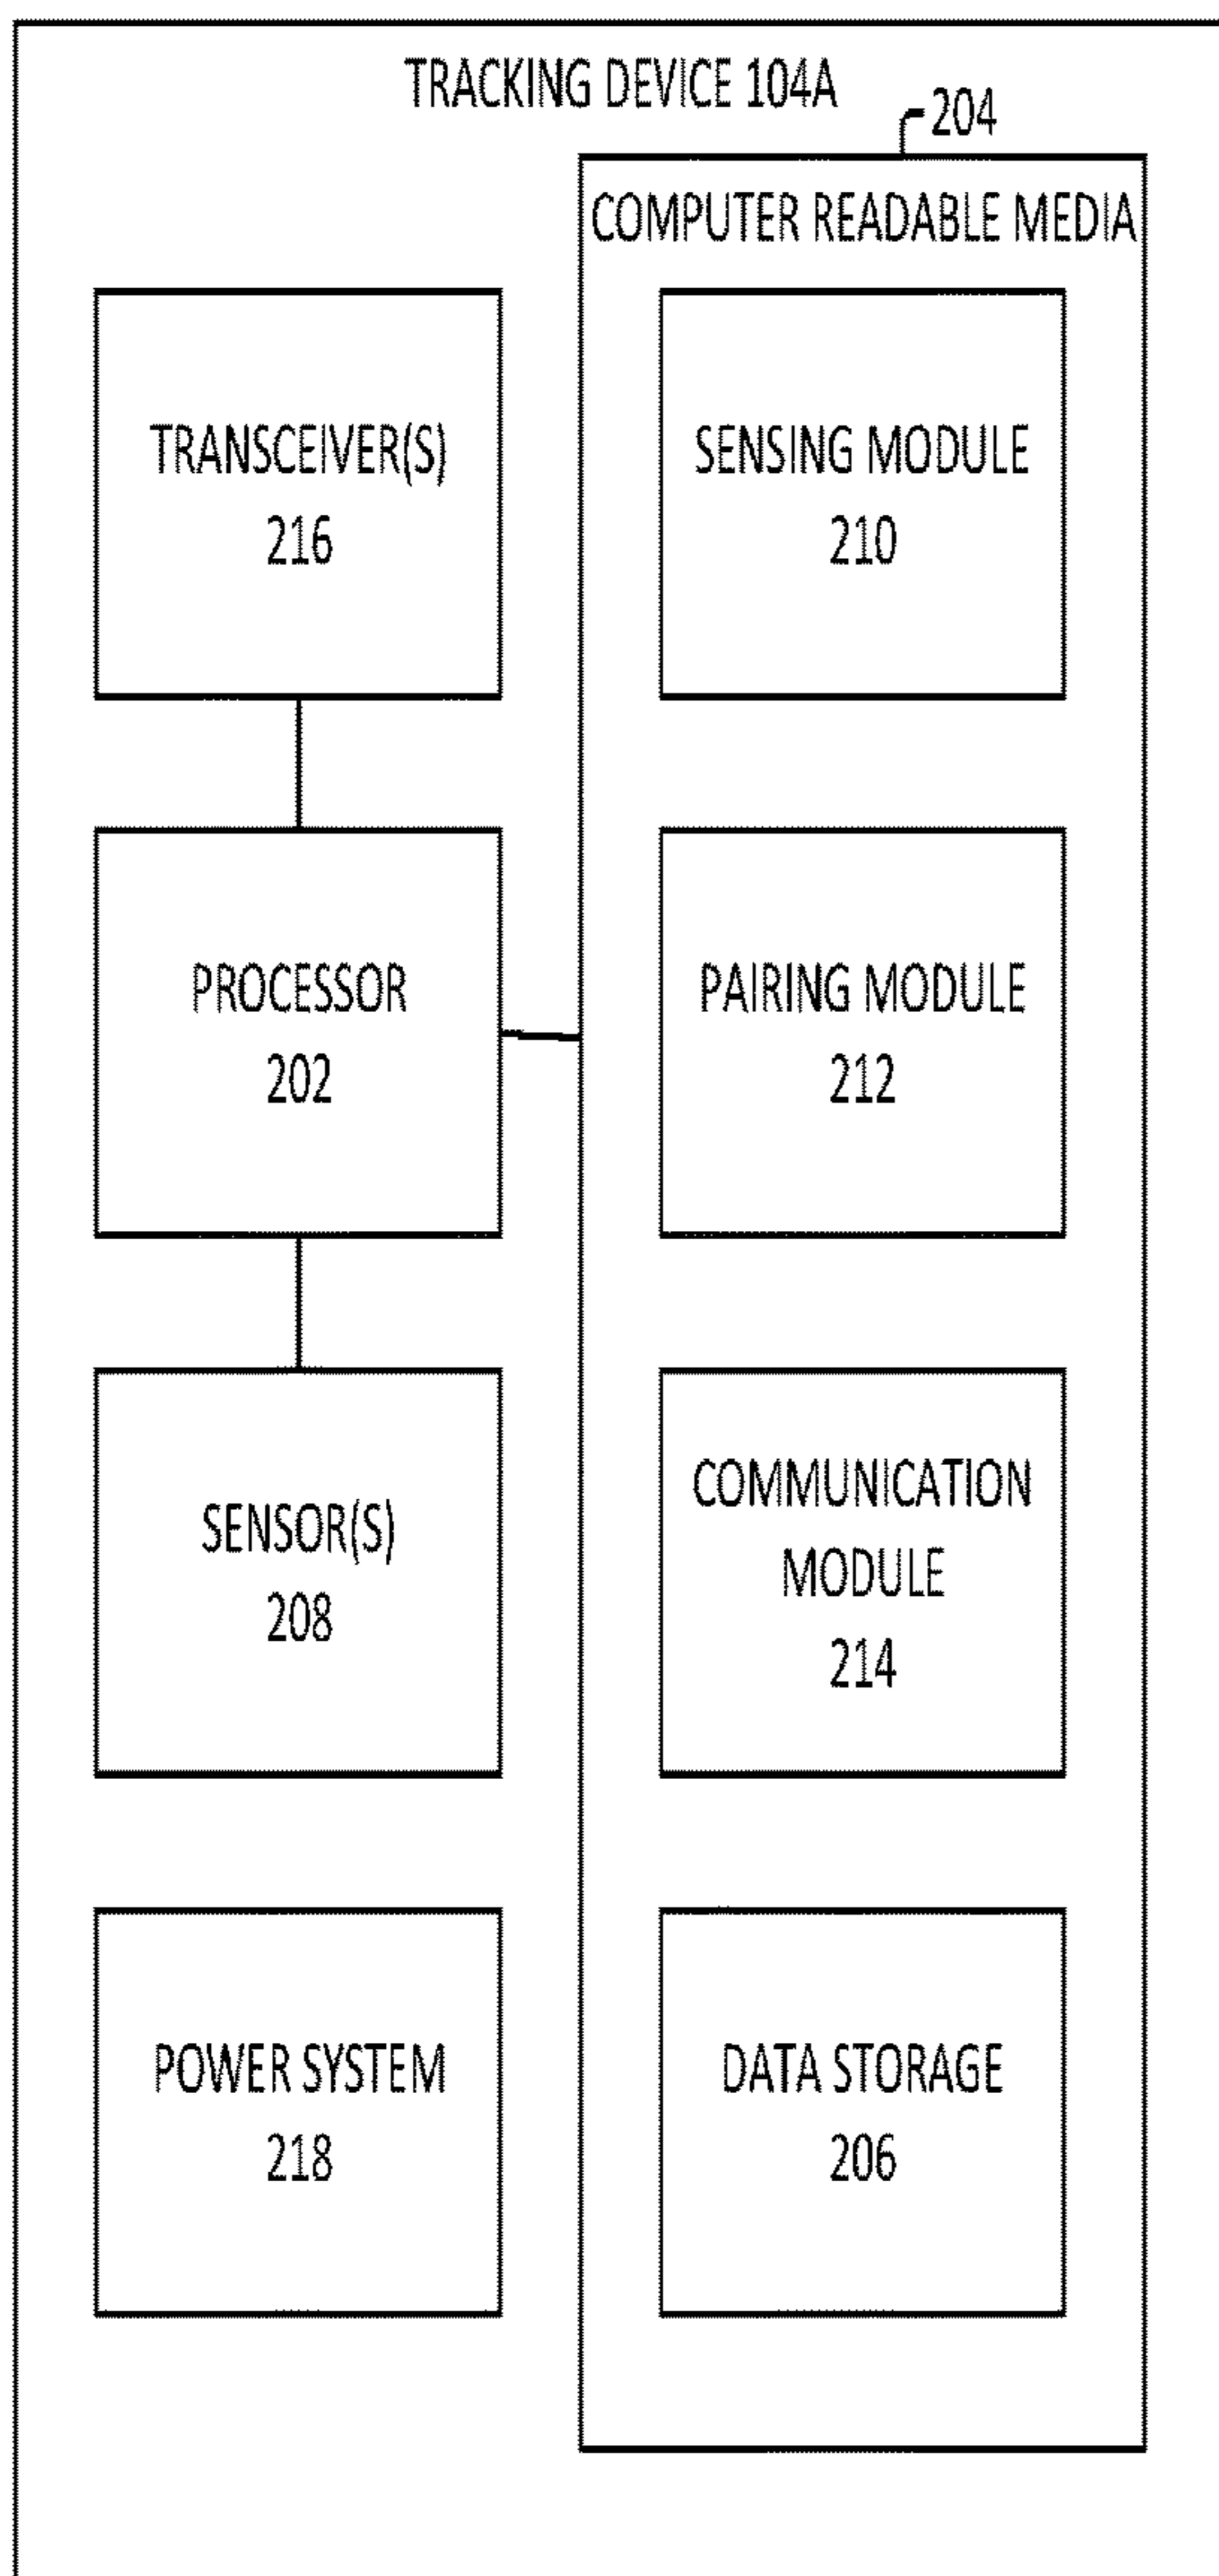 TRACKING DEVICE 104A
204
COMPUTER READABLE MEDIA
TRANSCEIVER(S)
216
SENSING MODULE
210
PROCESSOR
202
PAIRING MODULE
212
SENSOR(S)
208
COMMUNICATION
MODULE
214
POWER SYSTEM
218
DATA STORAGE
206